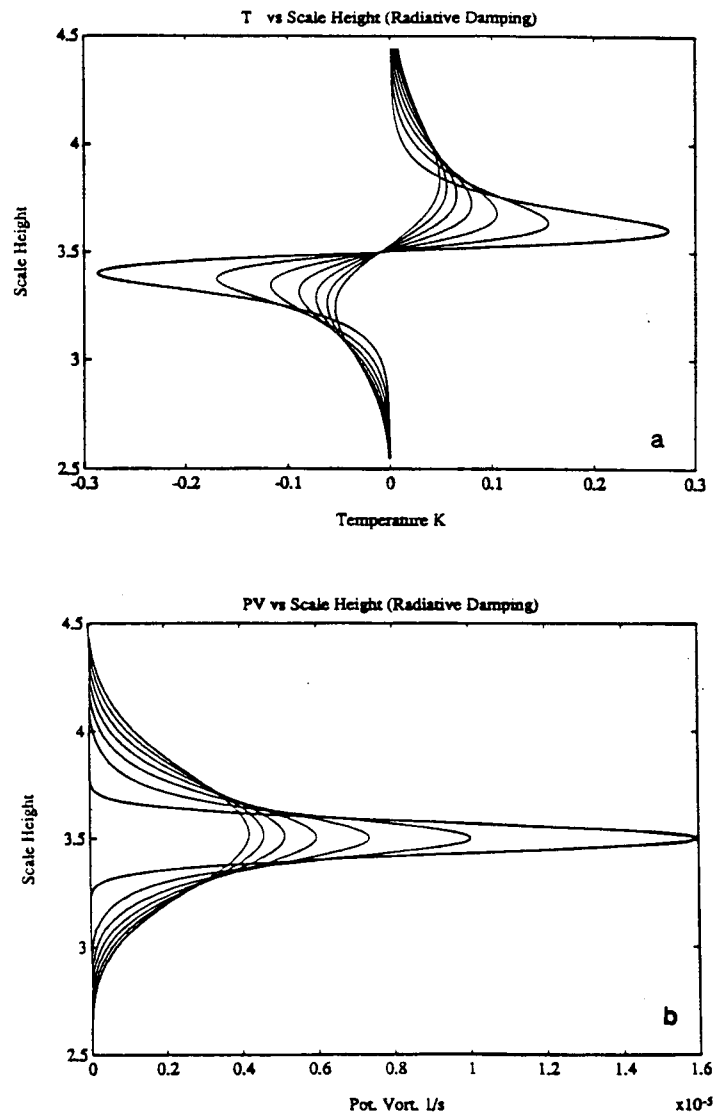 T vs Scale Height (Radiative Damping)
4.5
4
3.5
3
2.5
Scale Height
-0.3
-0.2
-0.1
0
0.1
0.2
0.3
Temperature K
a
PV vs Scale Height (Radiative Damping)
4.5
4
3.5
3
2.5
Scale Height
0
0.2
0.4
0.6
0.8
1
1.2
1.4
1.6
Pot. Vort. 1/s
x10⁻⁵
b